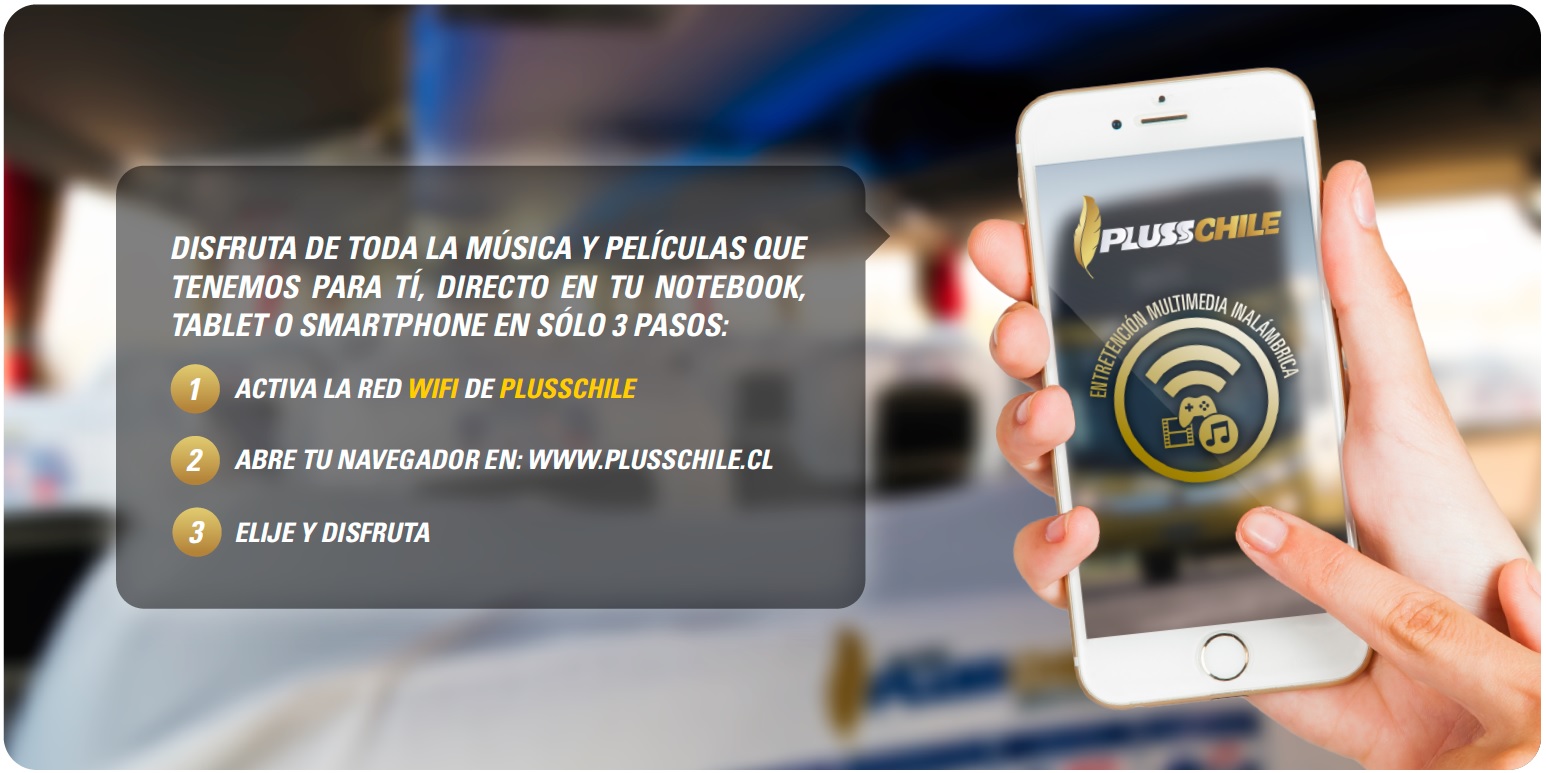 DISFRUTA DE TODA LA MÚSICA Y PELÍCULAS QUE
TENEMOS PARA TÍ, DIRECTO EN TU NOTEBOOK,
TABLET O SMARTPHONE EN SÓLO 3 PASOS:
1 ACTIVA LA RED WIFI DE PLUSSCHILE
2 ABRE TU NAVEGADOR EN: WWW.PLUSSCHILE.CL
3 ELIJE Y DISFRUTA
PLUSSCHILE
ENTRETENCIÓN MULTIMEDIA INALÁMBRICA